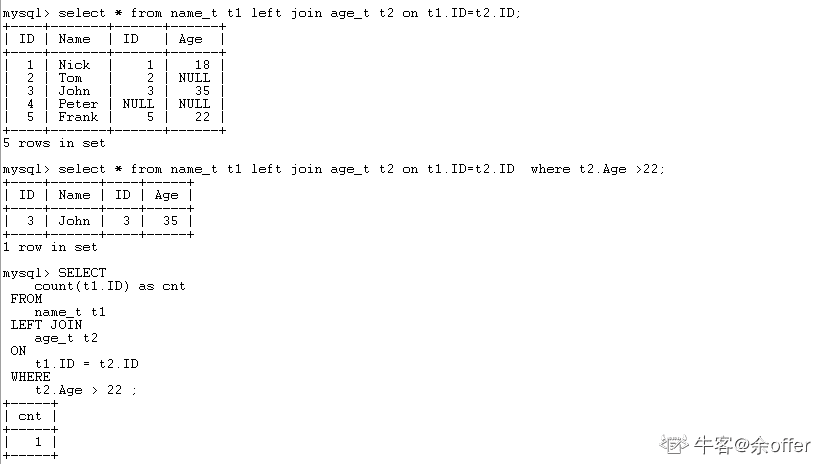 mysql> select * from name_t t1 left join age_t t2 on t1.ID=t2.ID;
+----+-------+------+------+
| ID | Name  | ID   | Age  |
+----+-------+------+------+
|  1 | Nick  |    1 |   18 |
|  2 | Tom   |    2 | NULL |
|  3 | John  |    3 |   35 |
|  4 | Peter | NULL | NULL |
|  5 | Frank |    5 |   22 |
+----+-------+------+------+
5 rows in set
mysql> select * from name_t t1 left join age_t t2 on t1.ID=t2.ID  where t2.Age >22;
+----+------+----+-----+
| ID | Name | ID | Age |
+----+------+----+-----+
|  3 | John |  3 |  35 |
+----+------+----+-----+
1 row in set
mysql> SELECT
    count(t1.ID) as cnt
 FROM
    name_t t1
 LEFT JOIN
    age_t t2
 ON
    t1.ID = t2.ID
 WHERE
    t2.Age > 22 ;
+-----+
| cnt |
+-----+
|   1 |
+-----+
牛客@余offer